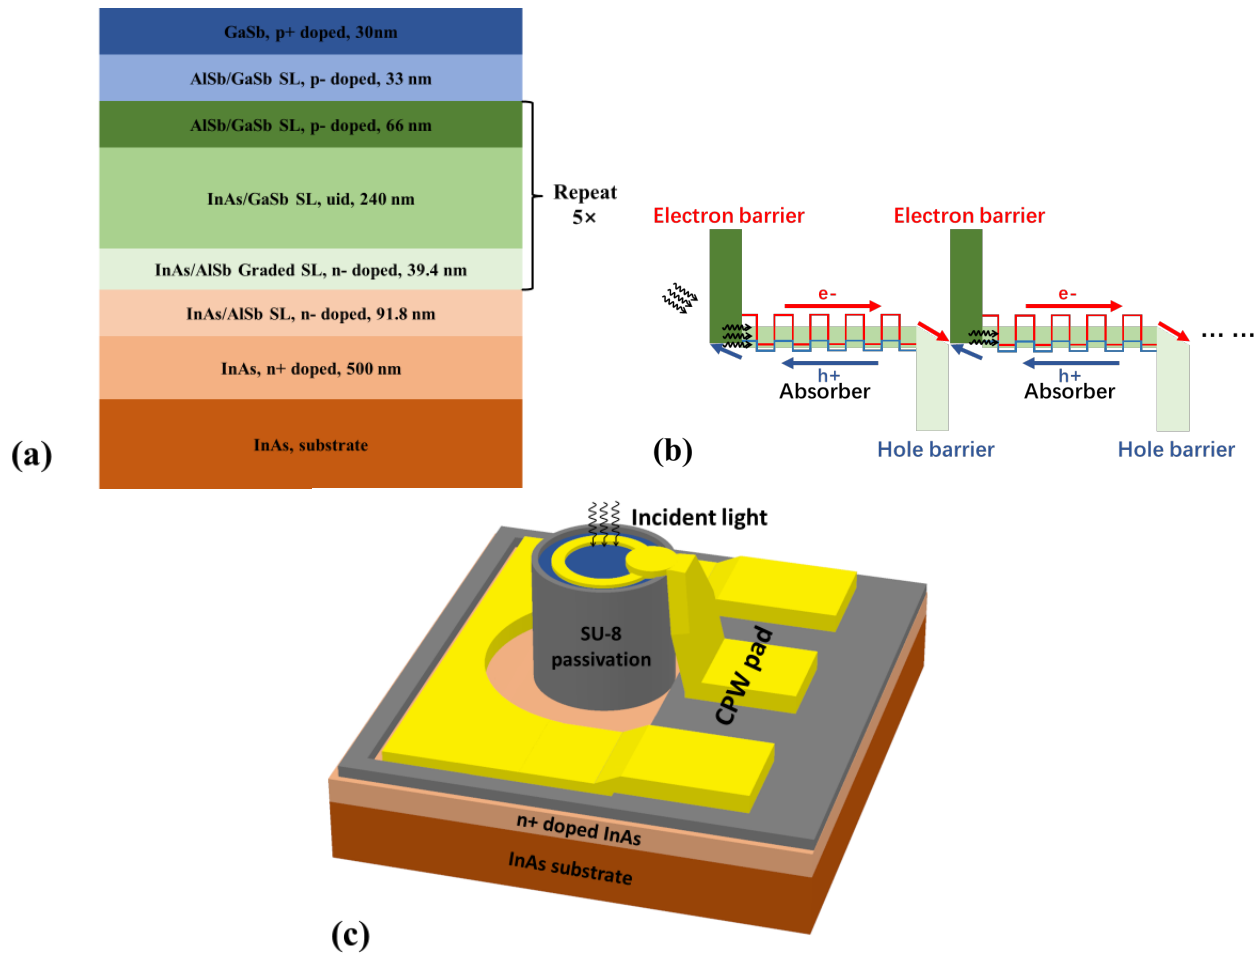 GaSb, p+ doped, 30nm
AlSb/GaSb SL, p- doped, 33 nm
AlSb/GaSb SL, p- doped, 66 nm
InAs/GaSb SL, uid, 240 nm
InAs/AlSb Graded SL, n- doped, 39.4 nm
InAs/AlSb SL, n- doped, 91.8 nm
InAs, n+ doped, 500 nm
InAs, substrate
Repeat
5×
(a)
Electron barrier
Electron barrier
e-
e-
... ...
h+
h+
Absorber
Absorber
Hole barrier
Hole barrier
(b)
Incident light
SU-8
passivation
CPW pad
n+ doped InAs
InAs substrate
(c)